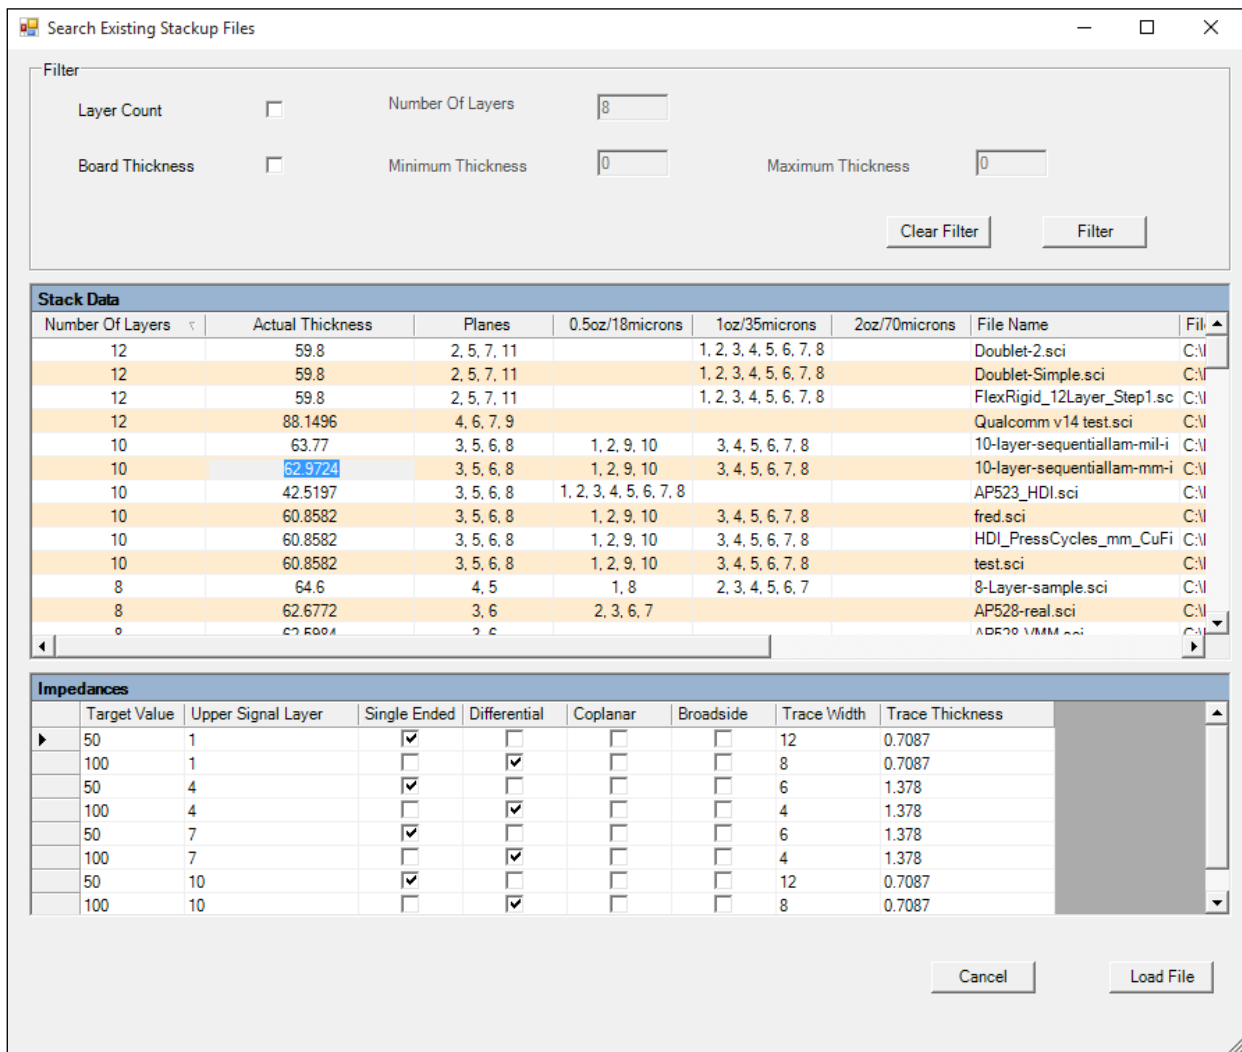 Search Existing Stackup Files
Filter
Layer Count Number Of Layers 8
Board Thickness Minimum Thickness 0 Maximum Thickness 0
Clear Filter Filter
Stack Data
Number Of Layers Actual Thickness Planes 0.5oz/18microns 1oz/35microns 2oz/70microns File Name File
12 59.8 2, 5, 7, 11 1, 2, 3, 4, 5, 6, 7, 8 Doublet-2.sci C:\
12 59.8 2, 5, 7, 11 1, 2, 3, 4, 5, 6, 7, 8 Doublet-Simple.sci C:\
12 59.8 2, 5, 7, 11 1, 2, 3, 4, 5, 6, 7, 8 FlexRigid_12Layer_Step1.sc C:\
12 88.1496 4, 6, 7, 9 Qualcomm v14 test.sci C:\
10 63.77 3, 5, 6, 8 1, 2, 9, 10 3, 4, 5, 6, 7, 8 10-layer-sequentiallam-mil-i C:\
10 62.9724 3, 5, 6, 8 1, 2, 9, 10 3, 4, 5, 6, 7, 8 10-layer-sequentiallam-mm-i C:\
10 42.5197 3, 5, 6, 8 1, 2, 3, 4, 5, 6, 7, 8 AP523_HDI.sci C:\
10 60.8582 3, 5, 6, 8 1, 2, 9, 10 3, 4, 5, 6, 7, 8 fred.sci C:\
10 60.8582 3, 5, 6, 8 1, 2, 9, 10 3, 4, 5, 6, 7, 8 HDI_PressCycles_mm_CuFi C:\
10 60.8582 3, 5, 6, 8 1, 2, 9, 10 3, 4, 5, 6, 7, 8 test.sci C:\
8 64.6 4, 5 1, 8 2, 3, 4, 5, 6, 7 8-Layer-sample.sci C:\
8 62.6772 3, 6 2, 3, 6, 7 AP528-real.sci C:\
8 62.5984 3, 6 AP528_VMM.sci C:\
Impedances
Target Value Upper Signal Layer Single Ended Differential Coplanar Broadside Trace Width Trace Thickness
50 1 12 0.7087
100 1 8 0.7087
50 4 6 1.378
100 4 4 1.378
50 7 6 1.378
100 7 4 1.378
50 10 12 0.7087
100 10 8 0.7087
Cancel Load File